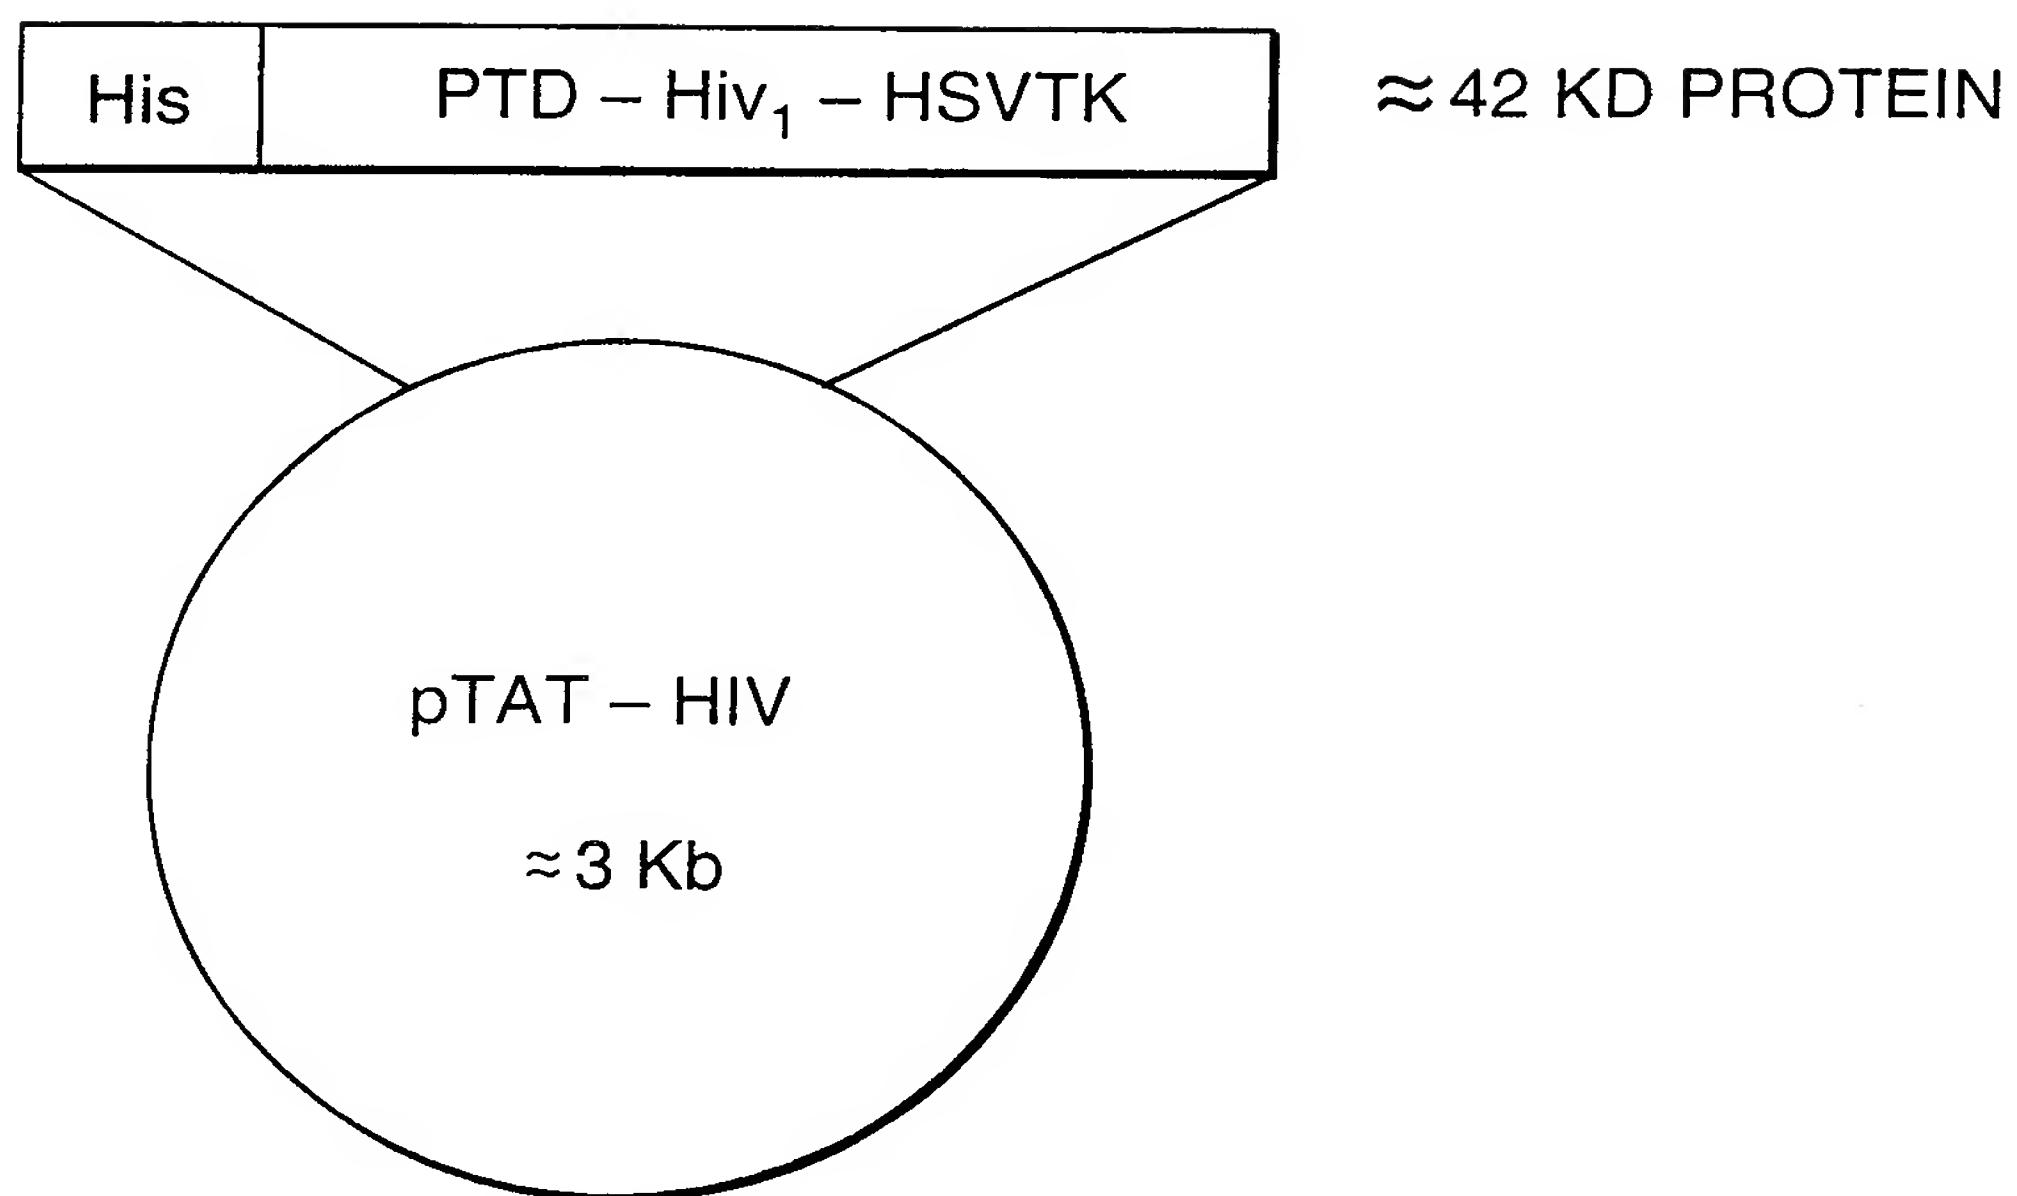 His PTD – Hiv₁ – HSVTK ≈ 42 KD PROTEIN
pTAT – HIV
≈ 3 Kb